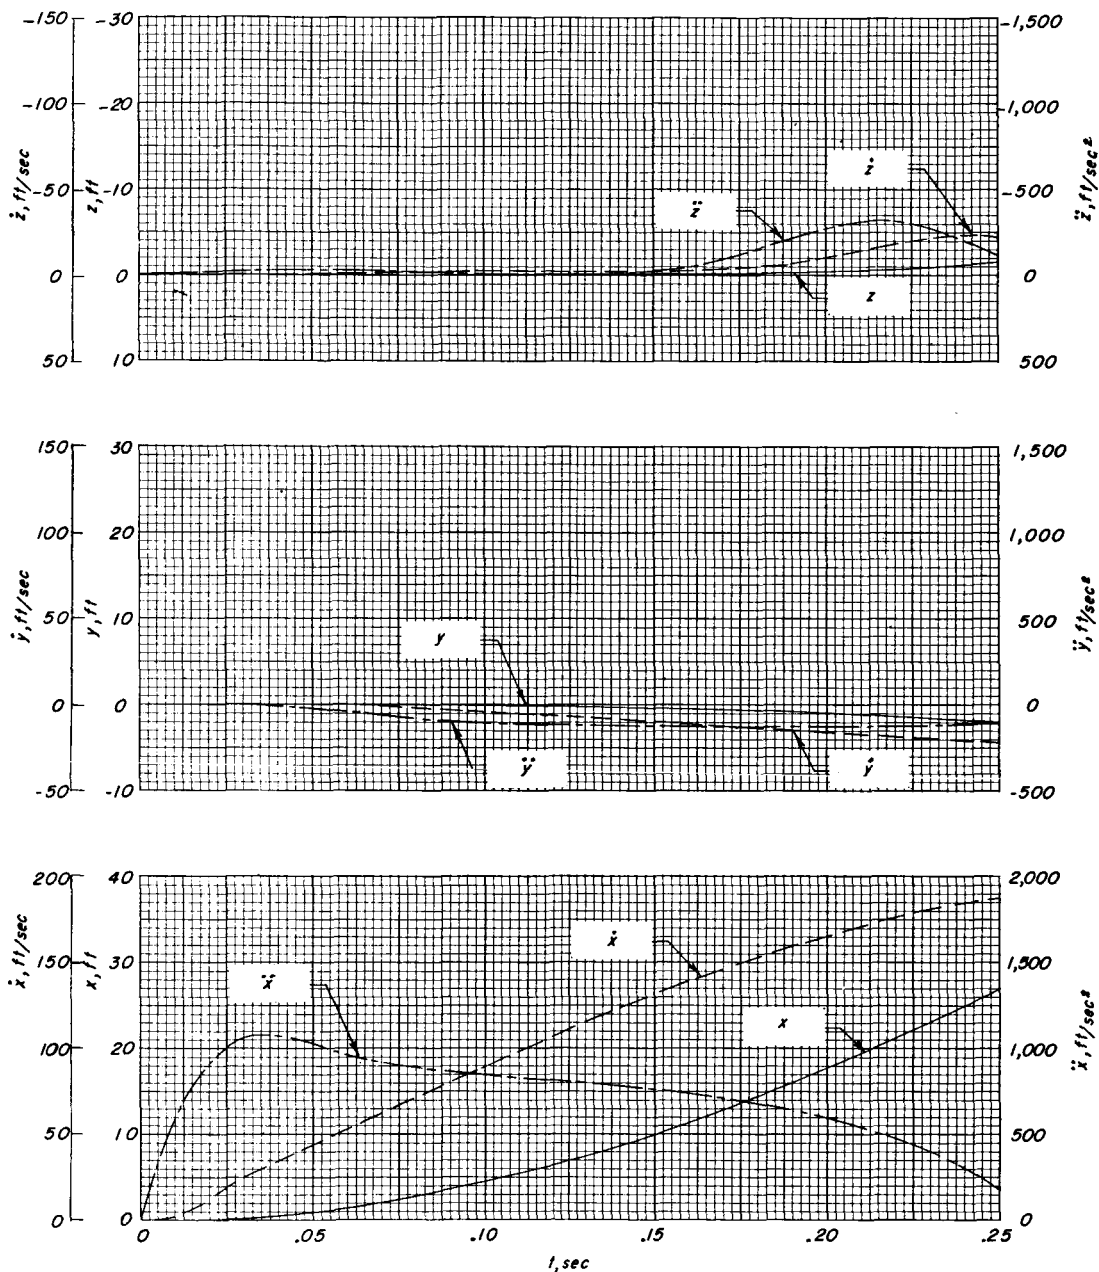 -150 -30 -1,500
-100 -20 -1,000
ż, ft/sec z, ft z̈, ft/sec²
-50 -10 -500
ż
z̈
0 0 0
z
50 10 500
150 30 1,500
100 20 1,000
ẏ, ft/sec y, ft ÿ, ft/sec²
50 10 500
y
0 0 0
ÿ ẏ
-50 -10 -500
200 40 2,000
ẋ, ft/sec x, ft ẍ, ft/sec²
ẋ
150 30 1,500
ẍ
x
100 20 1,000
50 10 500
0 0 0
0 .05 .10 .15 .20 .25
t, sec